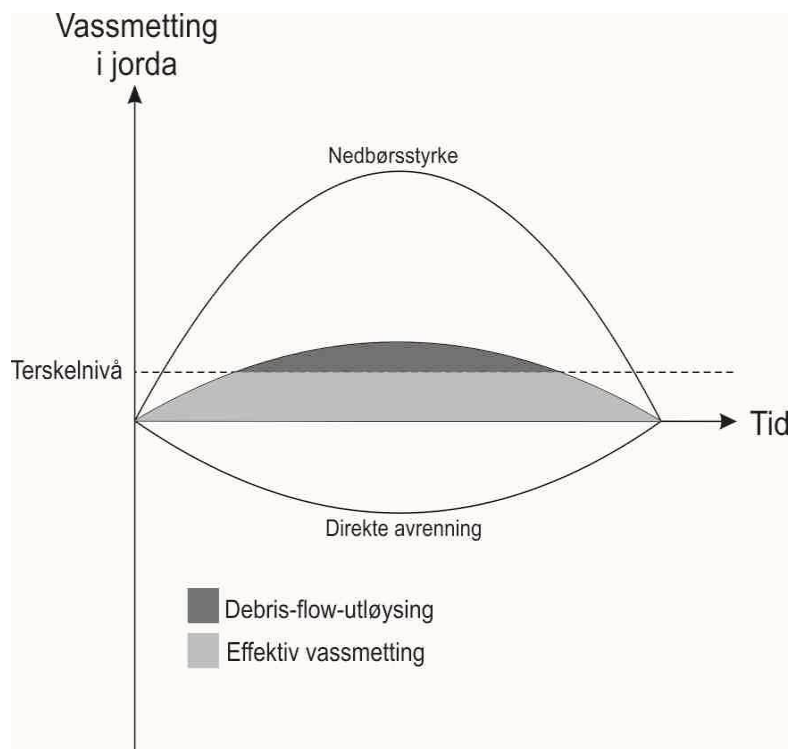 Vassmetting
i jorda
Nedbørsstyrke
Terskelnivå
Tid
Direkte avrenning
Debris-flow-utløysing
Effektiv vassmetting